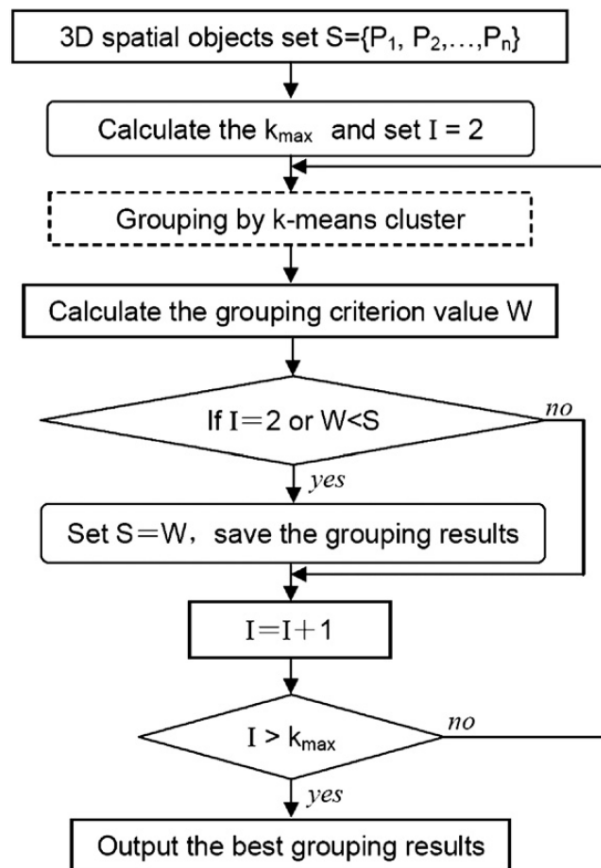 3D spatial objects set S={P₁, P₂,...,Pₙ}
Calculate the kₘₐₓ and set I = 2
Grouping by k-means cluster
Calculate the grouping criterion value W
If I=2 or W<S
no
yes
Set S=W, save the grouping results
I=I+1
I > kₘₐₓ
no
yes
Output the best grouping results